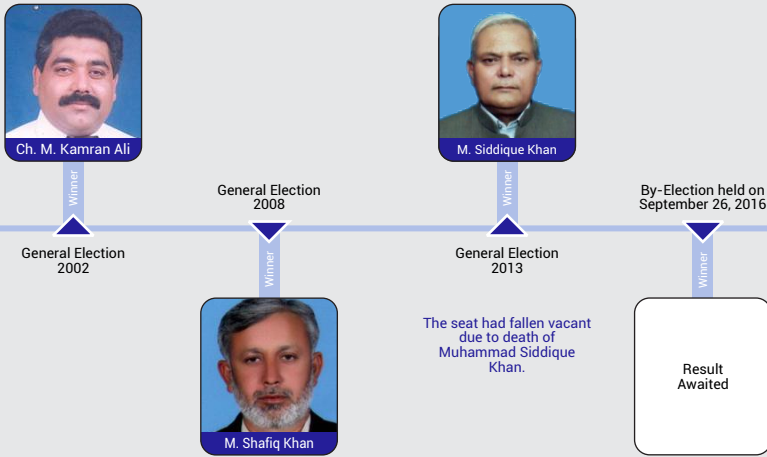 Ch. M. Kamran Ali
Winner
General Election
2002
General Election
2008
Winner
M. Shafiq Khan
M. Siddique Khan
Winner
General Election
2013
The seat had fallen vacant
due to death of
Muhammad Siddique
Khan.
By-Election held on
September 26, 2016
Winner
Result
Awaited